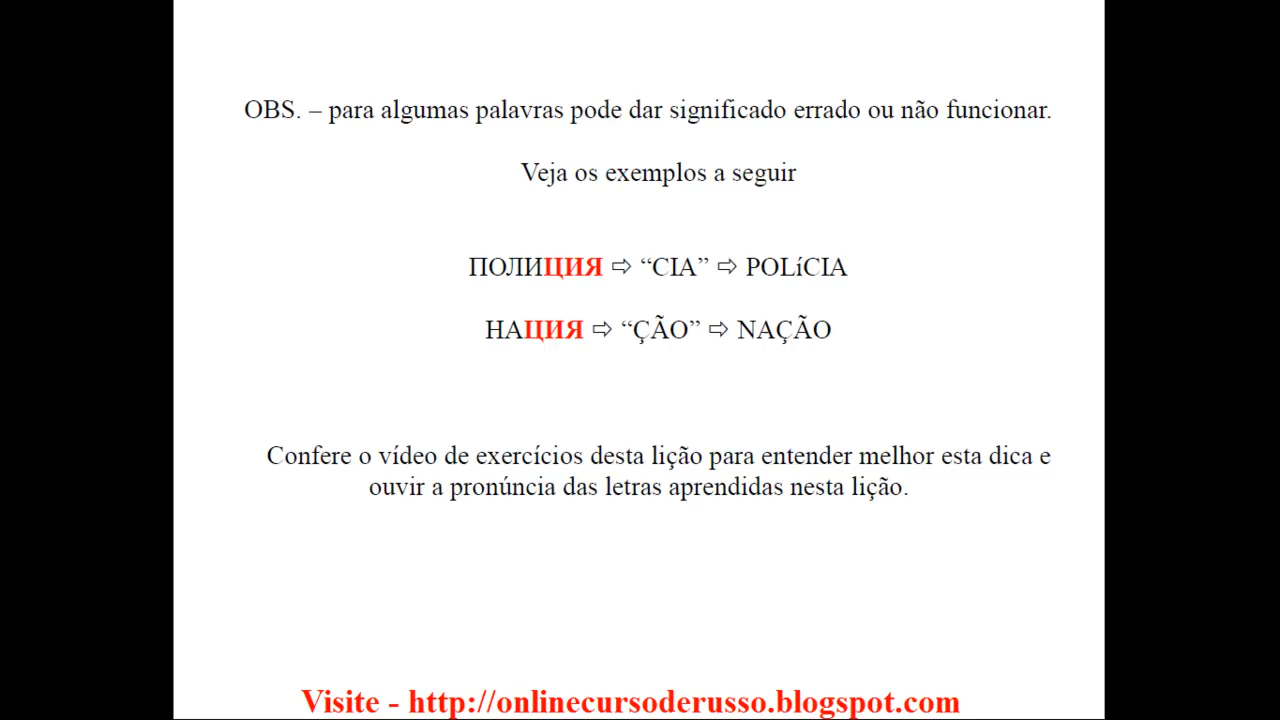 OBS. – para algumas palavras pode dar significado errado ou não funcionar.
Veja os exemplos a seguir
ПОЛИЦИЯ ⇨ “CIA” ⇨ POLíCIA
НАЦИЯ ⇨ “ÇÃO” ⇨ NAÇÃO
Confere o vídeo de exercícios desta lição para entender melhor esta dica e
ouvir a pronúncia das letras aprendidas nesta lição.
Visite - http://onlinecursoderusso.blogspot.com